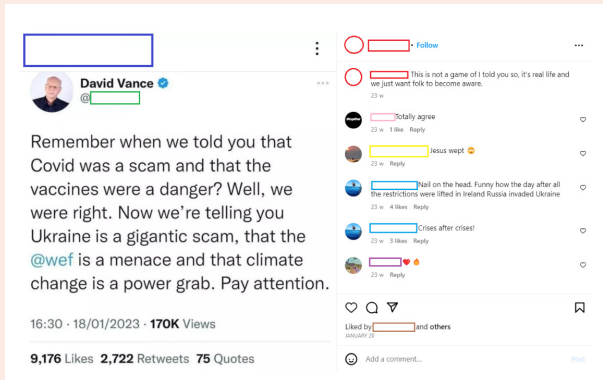 David Vance
@
Remember when we told you that
Covid was a scam and that the
vaccines were a danger? Well, we
were right. Now we're telling you
Ukraine is a gigantic scam, that the
@wef is a menace and that climate
change is a power grab. Pay attention.
16:30 · 18/01/2023 · 170K Views
9,176 Likes 2,722 Retweets 75 Quotes
• Follow
This is not a game of I told you so, it's real life and
we just want folk to become aware.
23 w
Totally agree
23 w 1 like Reply
Jesus wept
23 w Reply
Nail on the head. Funny how the day after all
the restrictions were lifted in Ireland Russia invaded Ukraine
23 w 4 likes Reply
Crises after crises!
23 w 3 likes Reply
23 w Reply
Liked by and others
JANUARY 20
Add a comment...
Post